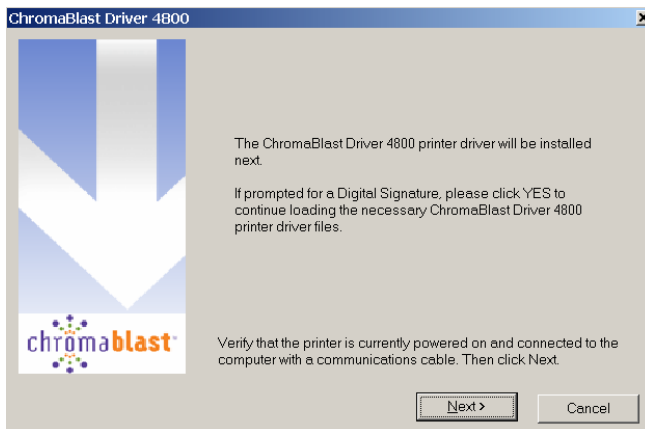 ChromaBlast Driver 4800
The ChromaBlast Driver 4800 printer driver will be installed
next.
If prompted for a Digital Signature, please click YES to
continue loading the necessary ChromaBlast Driver 4800
printer driver files.
chromablast
Verify that the printer is currently powered on and connected to the
computer with a communications cable. Then click Next.
Next >
Cancel